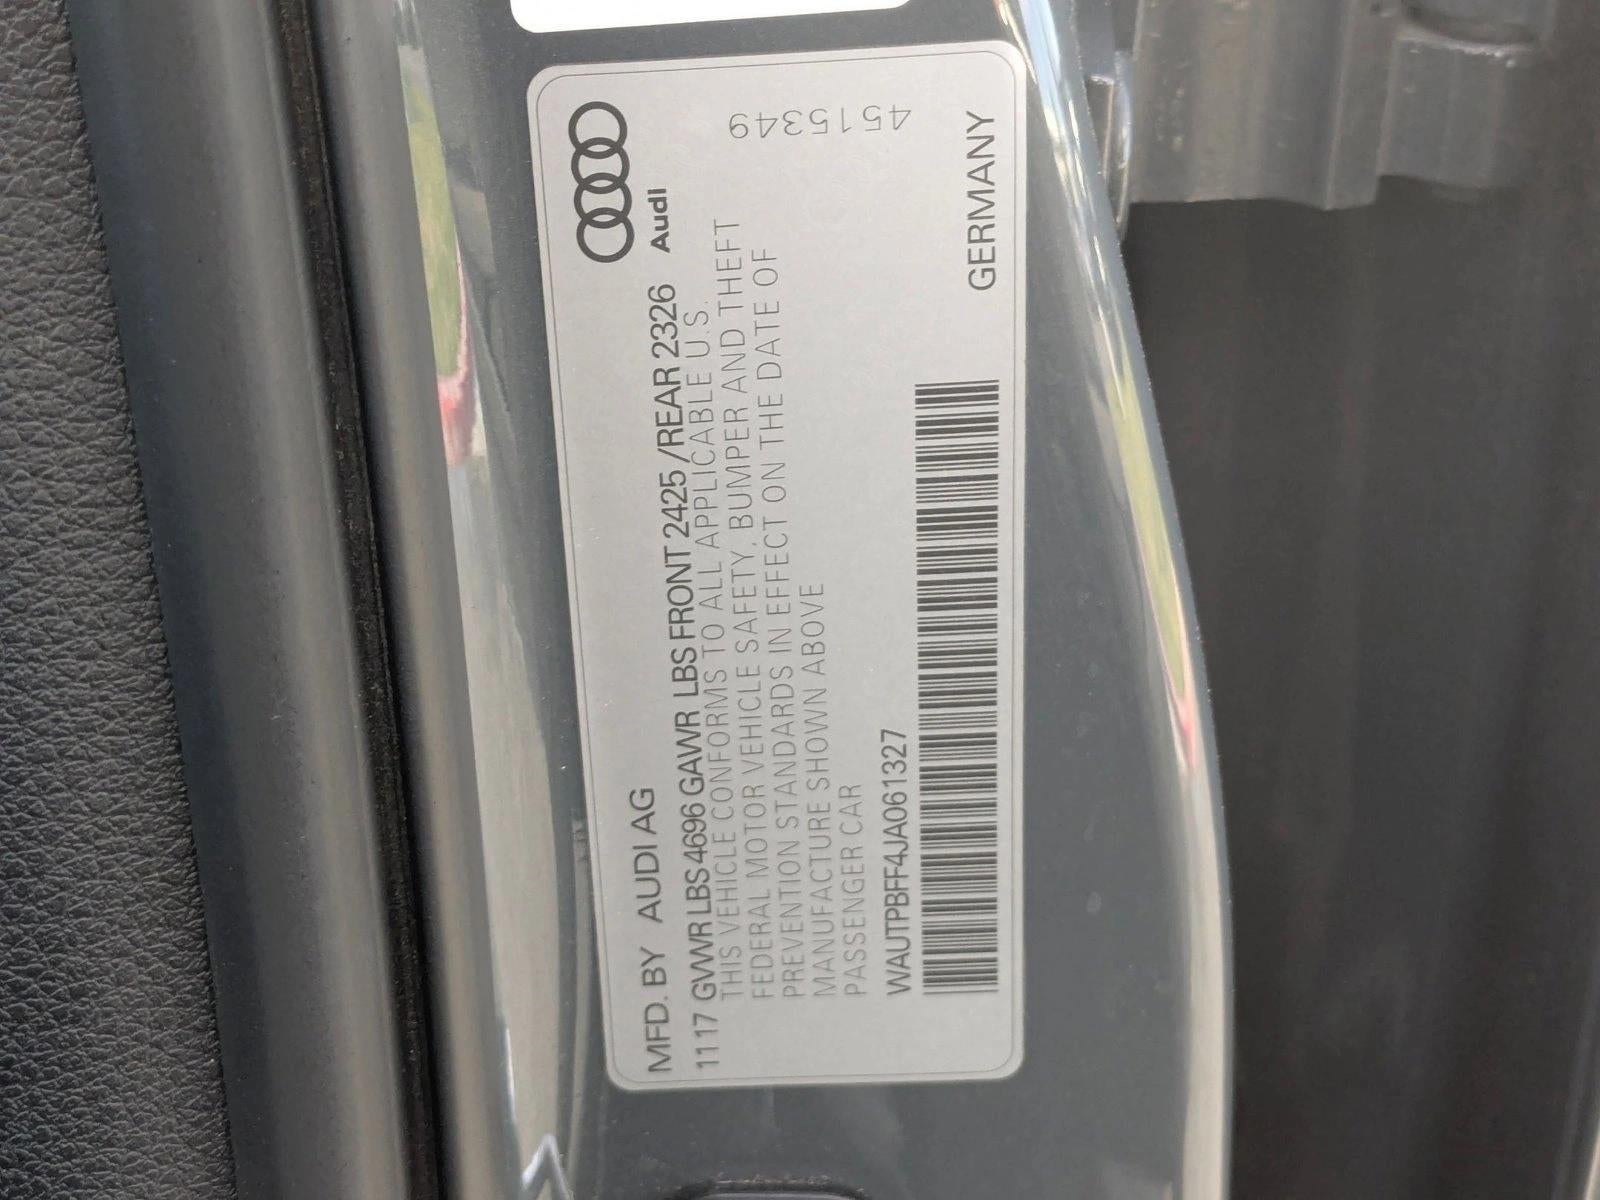 MFD. BY AUDI AG
Audi
1117 GVWR LBS 4696 GAWR LBS FRONT 2425 /REAR 2326
THIS VEHICLE CONFORMS TO ALL APPLICABLE U.S.
FEDERAL MOTOR VEHICLE SAFETY, BUMPER AND THEFT
PREVENTION STANDARDS IN EFFECT ON THE DATE OF
MANUFACTURE SHOWN ABOVE
PASSENGER CAR
4515349
WAUTPBFF4JA061327
GERMANY